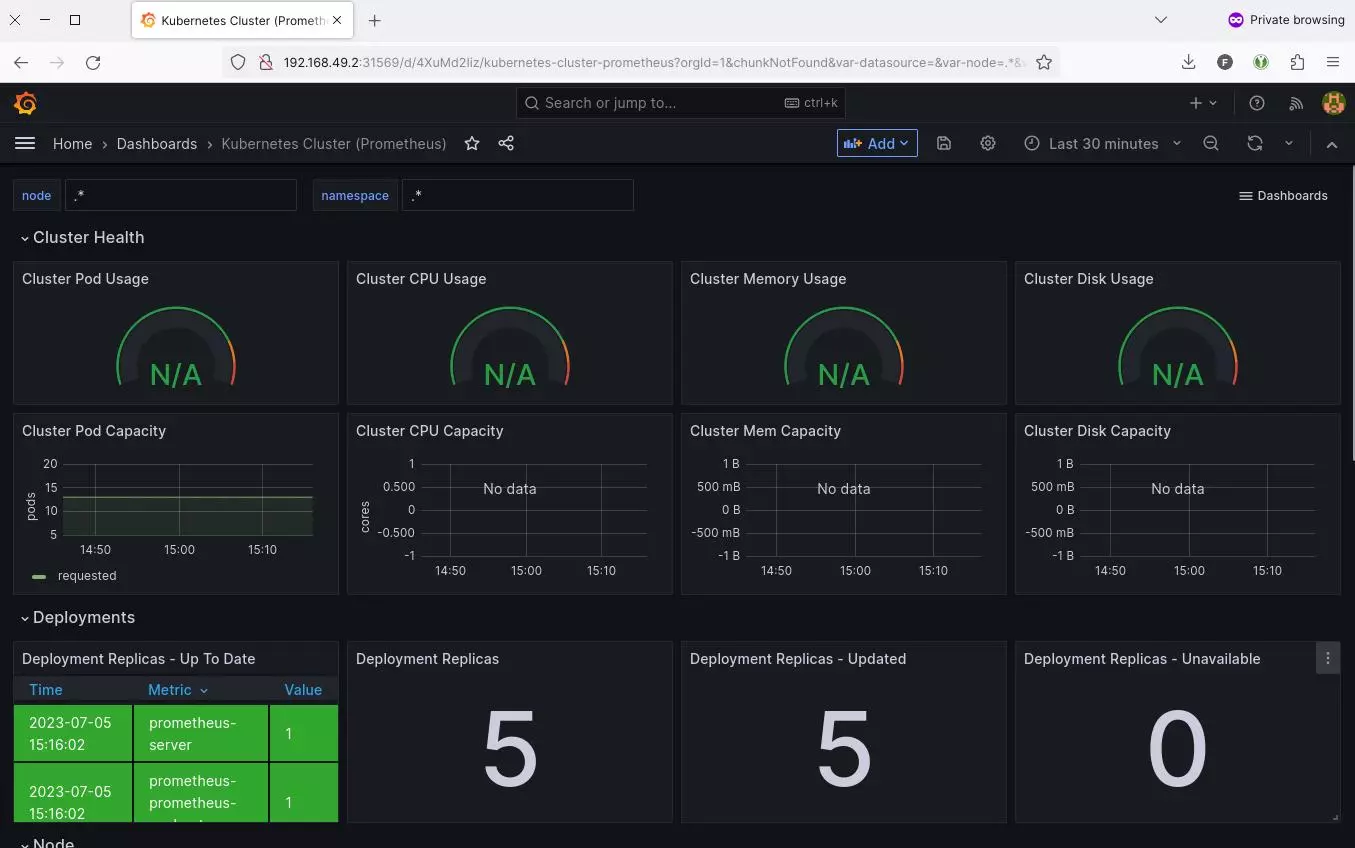 Kubernetes Cluster (Prometh
Private browsing
192.168.49.2:31569/d/4XuMd2Iiz/kubernetes-cluster-prometheus?orgId=1&chunkNotFound&var-datasource=&var-node=.*&
F
Search or jump to...
ctrl+k
Home
Dashboards
Kubernetes Cluster (Prometheus)
Add
Last 30 minutes
node
.*
namespace
.*
Dashboards
Cluster Health
Cluster Pod Usage
N/A
Cluster CPU Usage
N/A
Cluster Memory Usage
N/A
Cluster Disk Usage
N/A
Cluster Pod Capacity
20
15
10
5
pods
14:50
15:00
15:10
requested
Cluster CPU Capacity
1
0.500
0
-0.500
-1
cores
No data
14:50
15:00
15:10
Cluster Mem Capacity
1 B
500 mB
0 B
-500 mB
-1 B
No data
14:50
15:00
15:10
Cluster Disk Capacity
1 B
500 mB
0 B
-500 mB
-1 B
No data
14:50
15:00
15:10
Deployments
Deployment Replicas - Up To Date
Time
Metric
Value
2023-07-05
15:16:02
prometheus-
server
1
2023-07-05
15:16:02
prometheus-
prometheus-
1
Deployment Replicas
5
Deployment Replicas - Updated
5
Deployment Replicas - Unavailable
0
Node